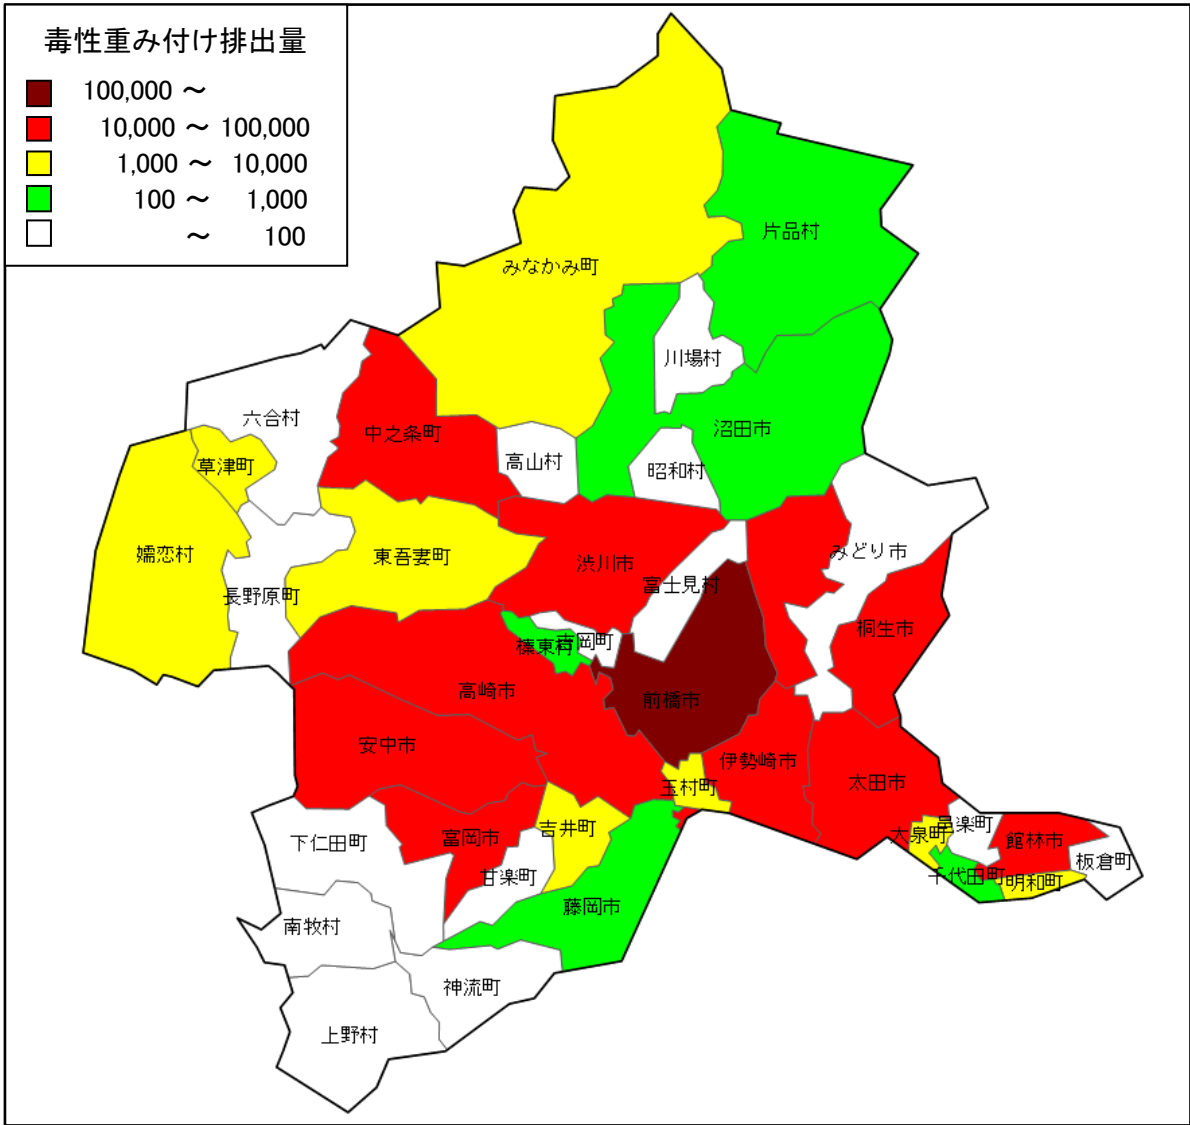 毒性重み付け排出量
100,000 ～
10,000 ～ 100,000
1,000 ～ 10,000
100 ～ 1,000
～ 100
片品村
みなかみ町
川場村
六合村
沼田市
中之条町
高山村
草津町
昭和村
嬬恋村
東吾妻町
渋川市
みどり市
富士見村
長野原町
桐生市
榛東村
吉岡町
高崎市
前橋市
安中市
伊勢崎市
太田市
玉村町
吉井町
大泉町
邑楽町
富岡市
下仁田町
館林市
板倉町
甘楽町
千代田町
明和町
藤岡市
南牧村
神流町
上野村